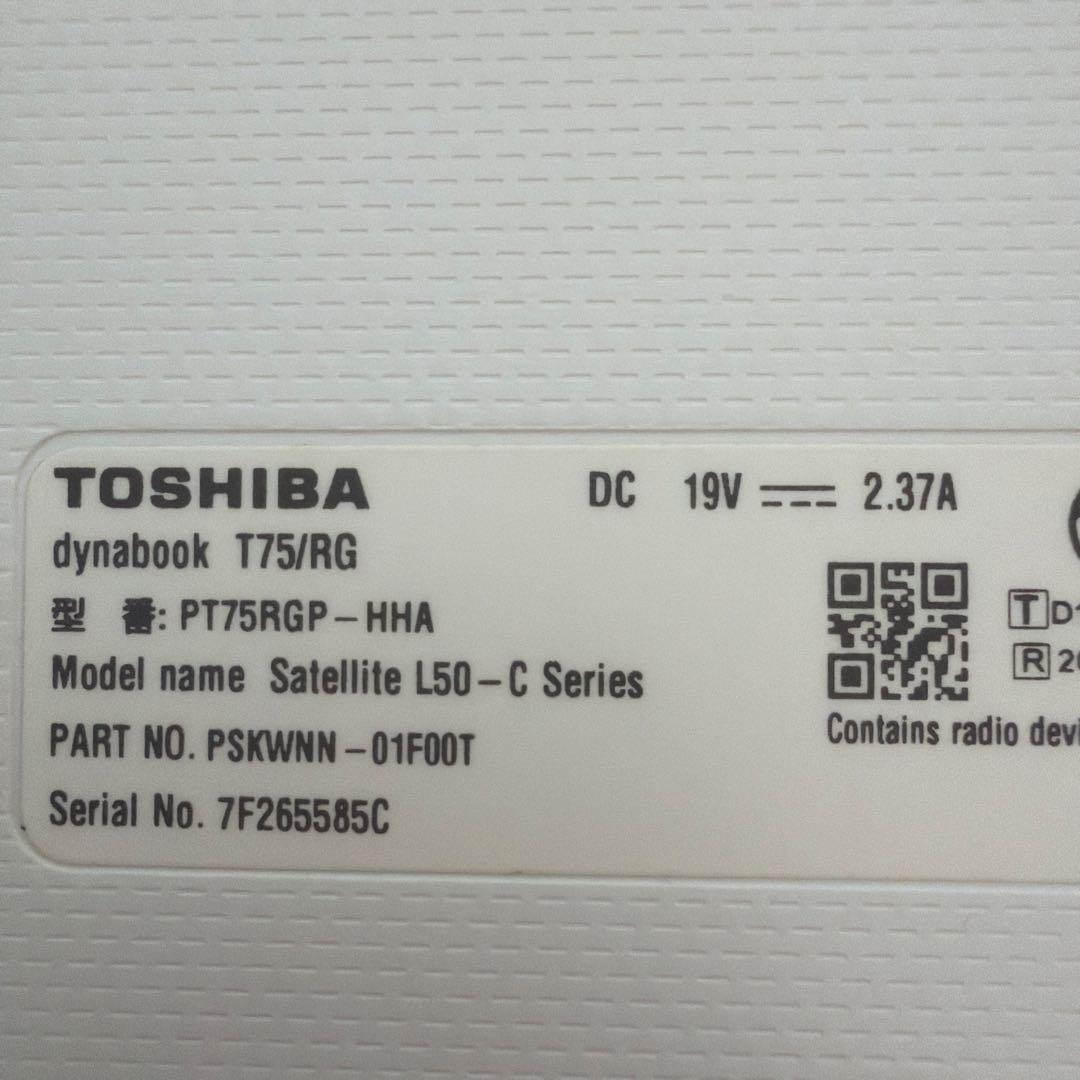 TOSHIBA
DC 19V 2.37A
dynabook T75/RG
型 番: PT75RGP-HHA
Model name Satellite L50-C Series
PART NO. PSKWNN-01F00T
Serial No. 7F265585C
T
R
Contains radio